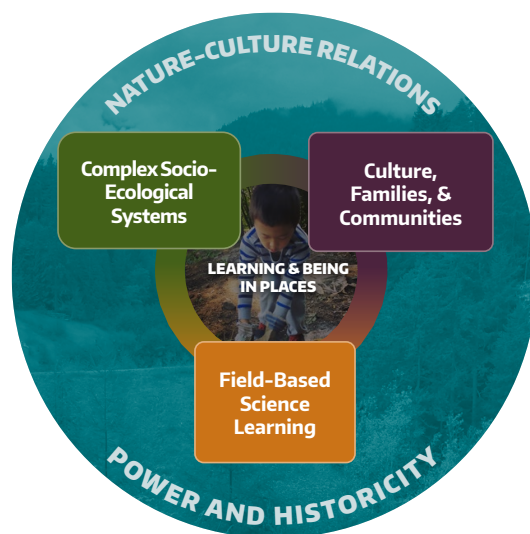 NATURE-CULTURE RELATIONS
Complex Socio-
Ecological
Systems
Culture,
Families, &
Communities
LEARNING & BEING
IN PLACES
Field-Based
Science
Learning
POWER AND HISTORICITY